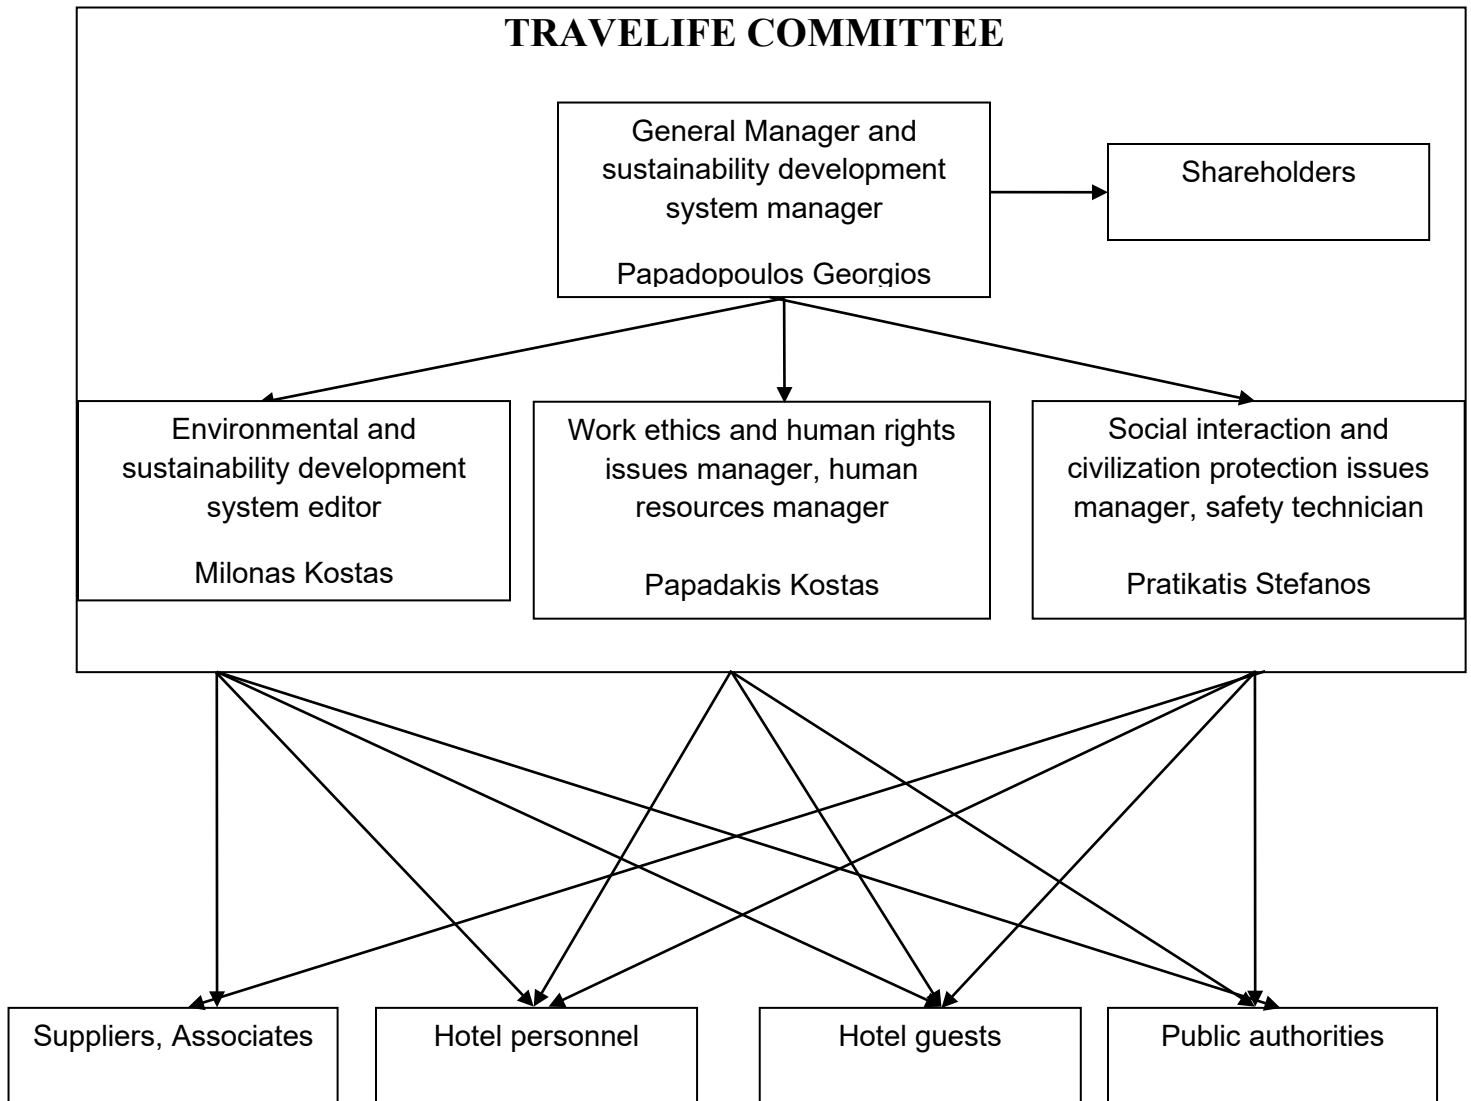 TRAVELIFE COMMITTEE
General Manager and
sustainability development
system manager
Papadopoulos Georgios
Shareholders
Environmental and
sustainability development
system editor
Milonas Kostas
Work ethics and human rights
issues manager, human
resources manager
Papadakis Kostas
Social interaction and
civilization protection issues
manager, safety technician
Pratikatis Stefanos
Suppliers, Associates
Hotel personnel
Hotel guests
Public authorities